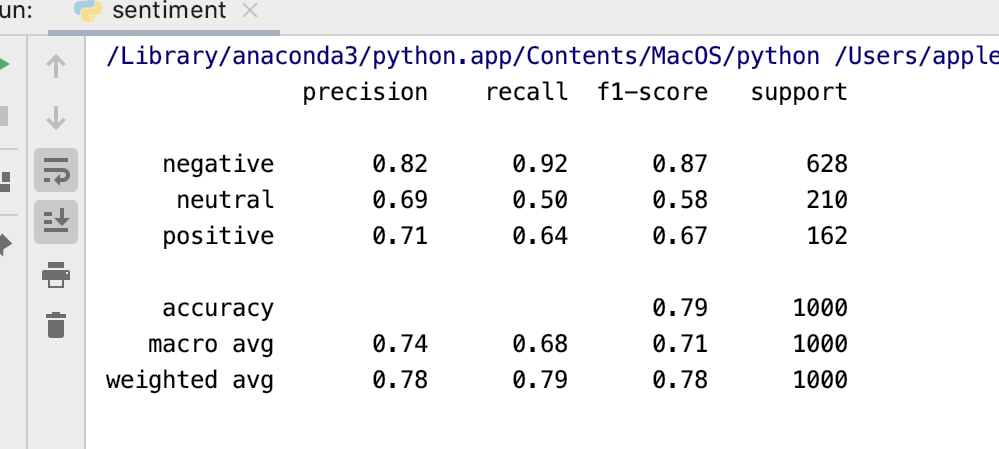 un: sentiment
/Library/anaconda3/python.app/Contents/MacOS/python /Users/apple
precision recall f1-score support
negative 0.82 0.92 0.87 628
neutral 0.69 0.50 0.58 210
positive 0.71 0.64 0.67 162
accuracy 0.79 1000
macro avg 0.74 0.68 0.71 1000
weighted avg 0.78 0.79 0.78 1000